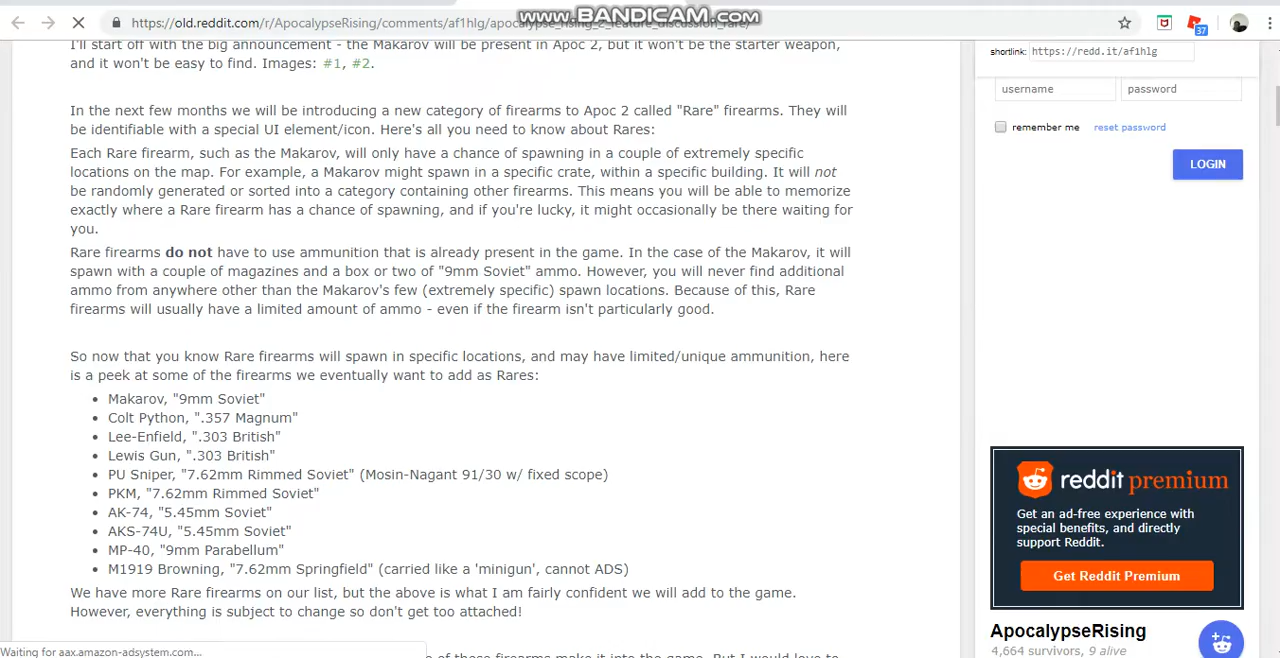 www.BANDICAM.com
https://old.reddit.com/r/ApocalypseRising/comments/af1hlg/apocalypse_rising_2_feature_discussion_rare/
37
I'll start off with the big announcement - the Makarov will be present in Apoc 2, but it won't be the starter weapon,
and it won't be easy to find. Images: #1, #2.
In the next few months we will be introducing a new category of firearms to Apoc 2 called "Rare" firearms. They will
be identifiable with a special UI element/icon. Here's all you need to know about Rares:
Each Rare firearm, such as the Makarov, will only have a chance of spawning in a couple of extremely specific
locations on the map. For example, a Makarov might spawn in a specific crate, within a specific building. It will not
be randomly generated or sorted into a category containing other firearms. This means you will be able to memorize
exactly where a Rare firearm has a chance of spawning, and if you're lucky, it might occasionally be there waiting for
you.
Rare firearms do not have to use ammunition that is already present in the game. In the case of the Makarov, it will
spawn with a couple of magazines and a box or two of "9mm Soviet" ammo. However, you will never find additional
ammo from anywhere other than the Makarov's few (extremely specific) spawn locations. Because of this, Rare
firearms will usually have a limited amount of ammo - even if the firearm isn't particularly good.
So now that you know Rare firearms will spawn in specific locations, and may have limited/unique ammunition, here
is a peek at some of the firearms we eventually want to add as Rares:
• Makarov, "9mm Soviet"
• Colt Python, ".357 Magnum"
• Lee-Enfield, ".303 British"
• Lewis Gun, ".303 British"
• PU Sniper, "7.62mm Rimmed Soviet" (Mosin-Nagant 91/30 w/ fixed scope)
• PKM, "7.62mm Rimmed Soviet"
• AK-74, "5.45mm Soviet"
• AKS-74U, "5.45mm Soviet"
• MP-40, "9mm Parabellum"
• M1919 Browning, "7.62mm Springfield" (carried like a 'minigun', cannot ADS)
We have more Rare firearms on our list, but the above is what I am fairly confident we will add to the game.
However, everything is subject to change so don't get too attached!
of these firearms make it into the game. But I would love to
Waiting for aax.amazon-adsystem.com...
shortlink: https://redd.it/af1h1g
username password
remember me reset password
LOGIN
reddit premium
Get an ad-free experience with
special benefits, and directly
support Reddit.
Get Reddit Premium
ApocalypseRising
4,664 survivors, 9 alive